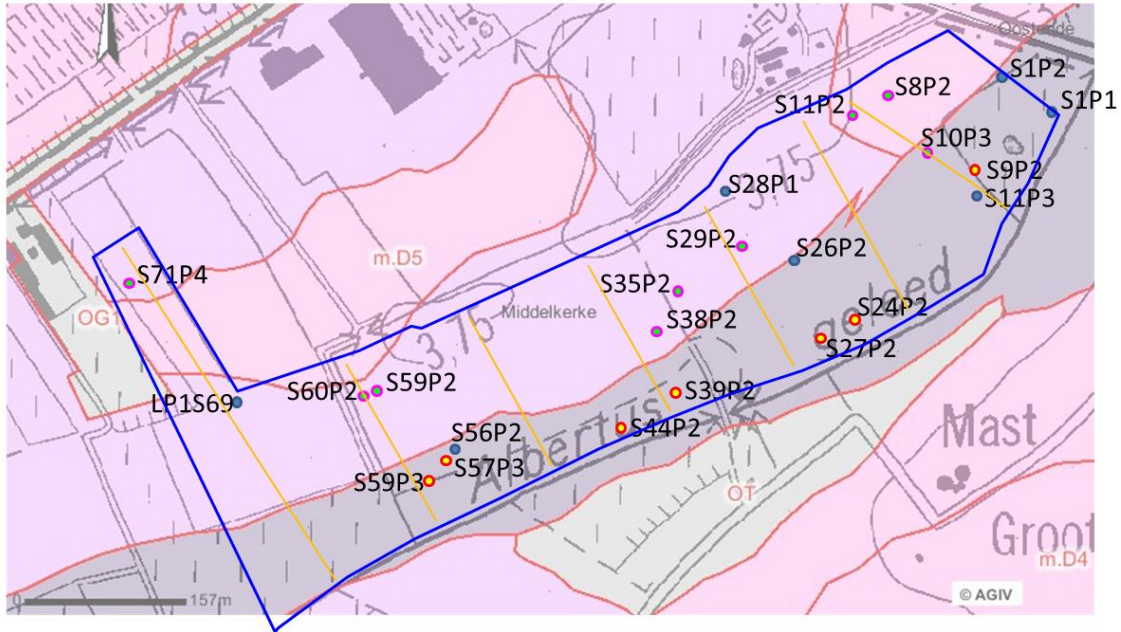 Oostende
S1P2
S8P2
S1P1
S11P2
S10P3
S9P2
S28P1
3,75
S11P3
S29P2
S26P2
m.D5
S71P4
S35P2
geleed
OG1
Middelkerke
S38P2
3,75
S24P2
S27P2
S60P2
S59P2
S39P2
LP1S69
S44P2
Mast
S56P2
Albertus
S57P3
S59P3
OT
Groot
m.D4
0
157m
© AGIV